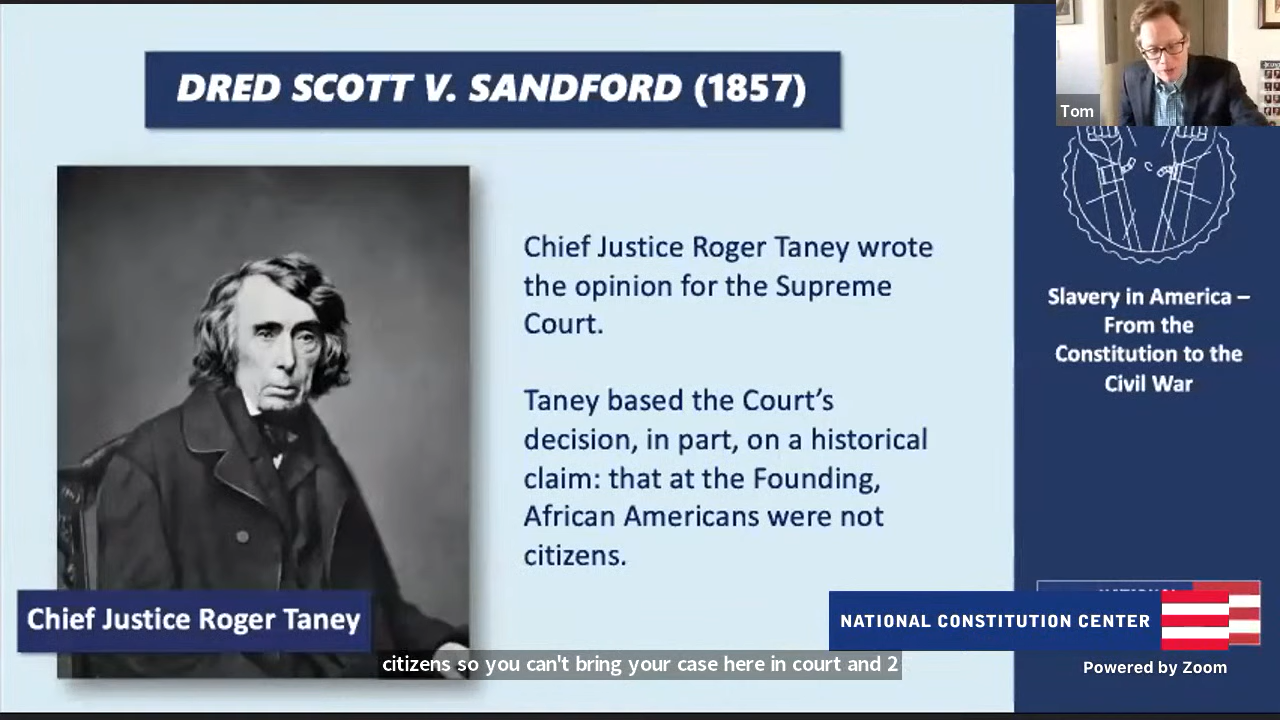 DRED SCOTT V. SANDFORD (1857)
Tom
Chief Justice Roger Taney wrote
the opinion for the Supreme
Court.
Taney based the Court’s
decision, in part, on a historical
claim: that at the Founding,
African Americans were not
citizens.
Slavery in America –
From the
Constitution to the
Civil War
Chief Justice Roger Taney
NATIONAL CONSTITUTION CENTER
citizens so you can't bring your case here in court and 2
Powered by Zoom